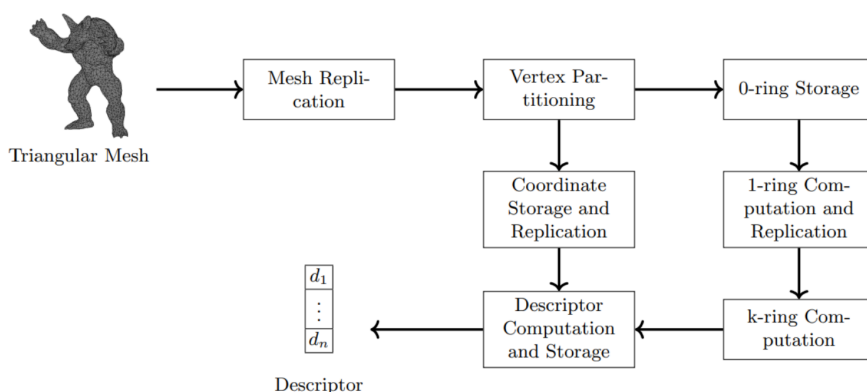 Mesh Repli-
cation
Vertex Par-
titioning
0-ring Storage
Triangular Mesh
Coordinate
Storage and
Replication
1-ring Com-
putation and
Replication
d₁
⋮
dₙ
Descriptor
Computation
and Storage
k-ring Com-
putation
Descriptor